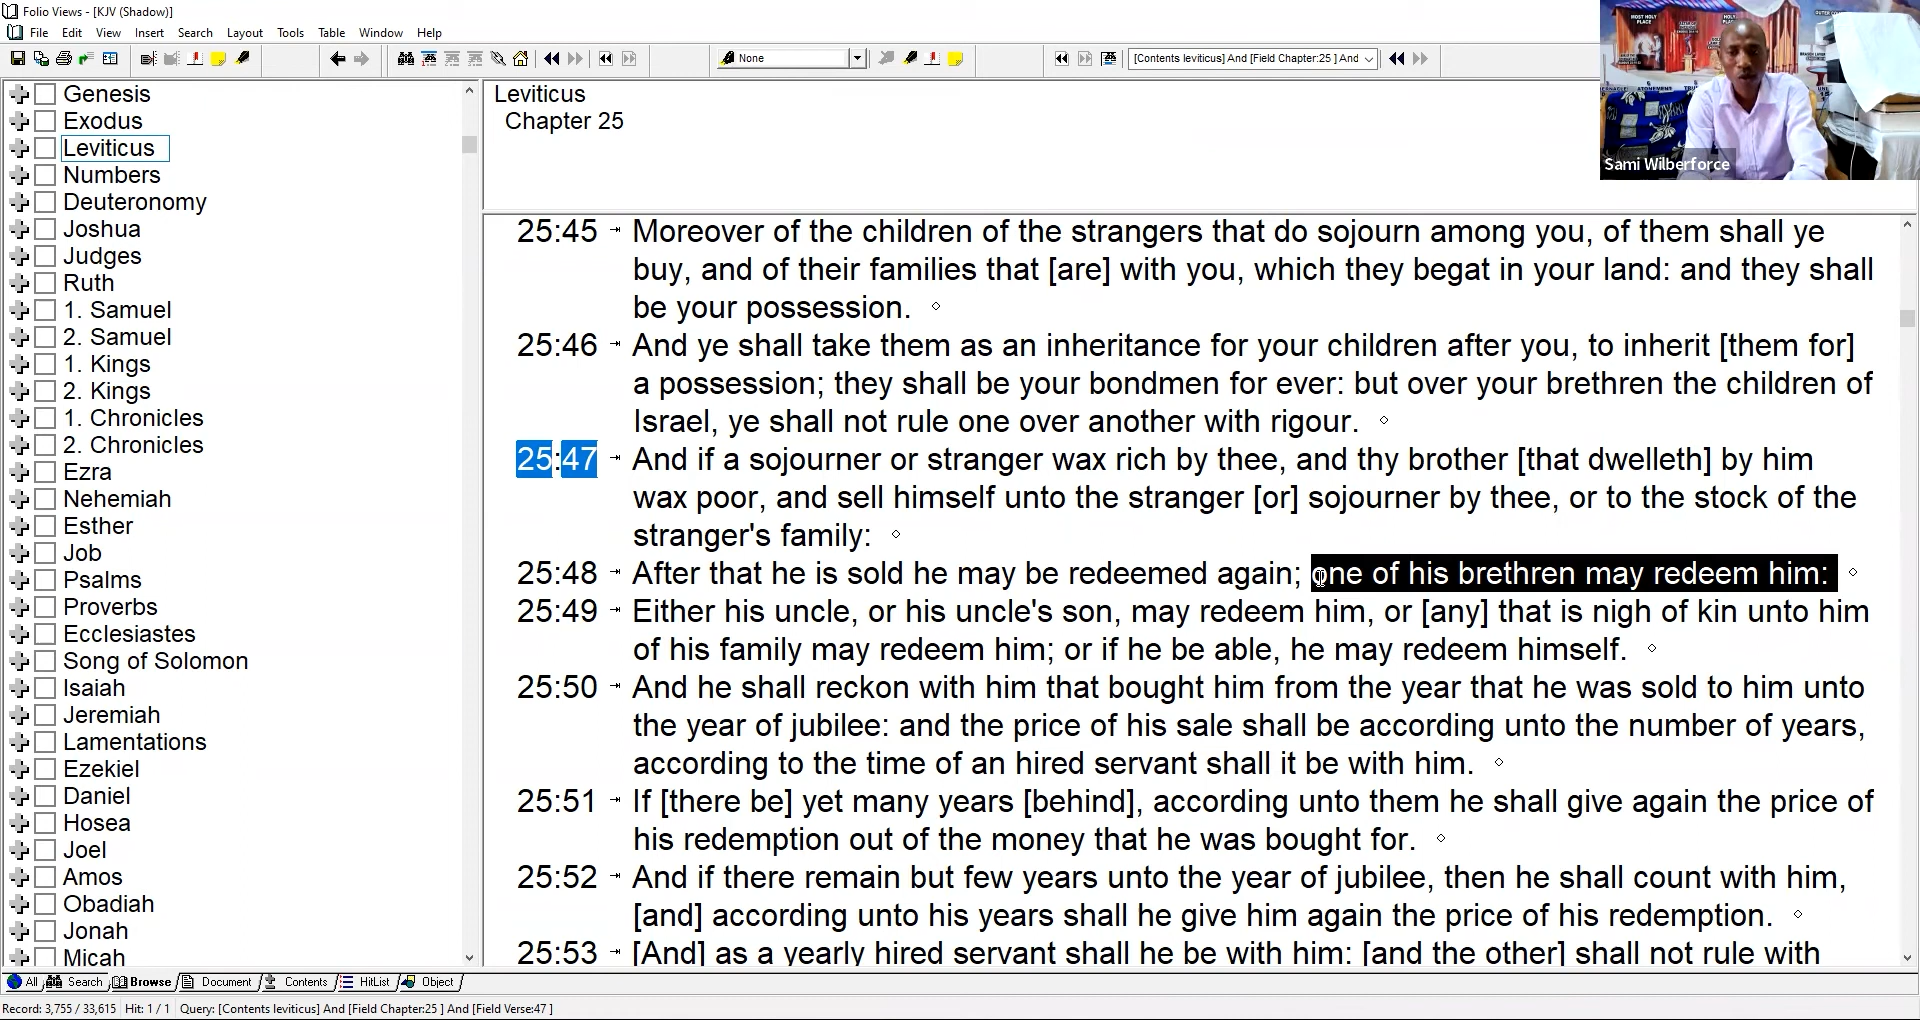 Folio Views - [KJV (Shadow)]
File Edit View Insert Search Layout Tools Table Window Help
None
[Contents leviticus] And [Field Chapter:25 ] And
Genesis
Exodus
Leviticus
Numbers
Deuteronomy
Joshua
Judges
Ruth
1. Samuel
2. Samuel
1. Kings
2. Kings
1. Chronicles
2. Chronicles
Ezra
Nehemiah
Esther
Job
Psalms
Proverbs
Ecclesiastes
Song of Solomon
Isaiah
Jeremiah
Lamentations
Ezekiel
Daniel
Hosea
Joel
Amos
Obadiah
Jonah
Micah
Leviticus
Chapter 25
MOST HOLY
PLACE
HOLY
Sami Wilberforce
25:45 Moreover of the children of the strangers that do sojourn among you, of them shall ye
buy, and of their families that [are] with you, which they begat in your land: and they shall
be your possession.
25:46 And ye shall take them as an inheritance for your children after you, to inherit [them for]
a possession; they shall be your bondmen for ever: but over your brethren the children of
Israel, ye shall not rule one over another with rigour.
25:47 And if a sojourner or stranger wax rich by thee, and thy brother [that dwelleth] by him
wax poor, and sell himself unto the stranger [or] sojourner by thee, or to the stock of the
stranger's family:
25:48 After that he is sold he may be redeemed again; one of his brethren may redeem him:
25:49 Either his uncle, or his uncle's son, may redeem him, or [any] that is nigh of kin unto him
of his family may redeem him; or if he be able, he may redeem himself.
25:50 And he shall reckon with him that bought him from the year that he was sold to him unto
the year of jubilee: and the price of his sale shall be according unto the number of years,
according to the time of an hired servant shall it be with him.
25:51 If [there be] yet many years [behind], according unto them he shall give again the price of
his redemption out of the money that he was bought for.
25:52 And if there remain but few years unto the year of jubilee, then he shall count with him,
[and] according unto his years shall he give him again the price of his redemption.
25:53 [And] as a yearly hired servant shall he be with him: [and the other] shall not rule with
All Search Browse Document Contents HitList Object
Record: 3,755 / 33,615 Hit: 1 / 1 Query: [Contents leviticus] And [Field Chapter:25 ] And [Field Verse:47 ]